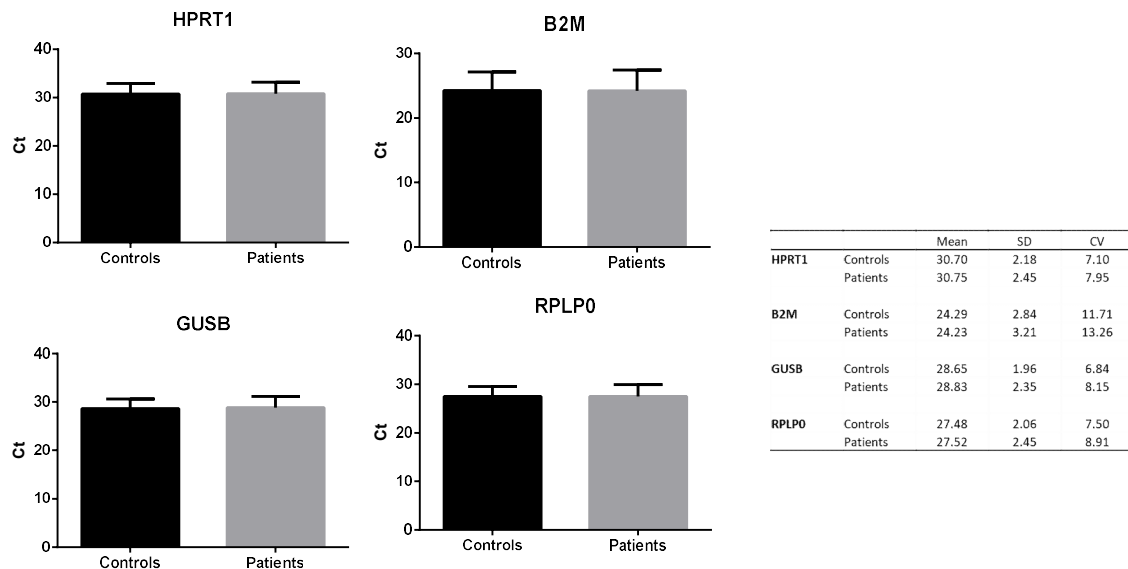 HPRT1
40
30
20
10
0
Ct
Controls Patients
B2M
30
20
10
0
Ct
Controls Patients
GUSB
40
30
20
10
0
Ct
Controls Patients
RPLP0
40
30
20
10
0
Ct
Controls Patients
Mean SD CV
HPRT1 Controls 30.70 2.18 7.10
Patients 30.75 2.45 7.95
B2M Controls 24.29 2.84 11.71
Patients 24.23 3.21 13.26
GUSB Controls 28.65 1.96 6.84
Patients 28.83 2.35 8.15
RPLP0 Controls 27.48 2.06 7.50
Patients 27.52 2.45 8.91